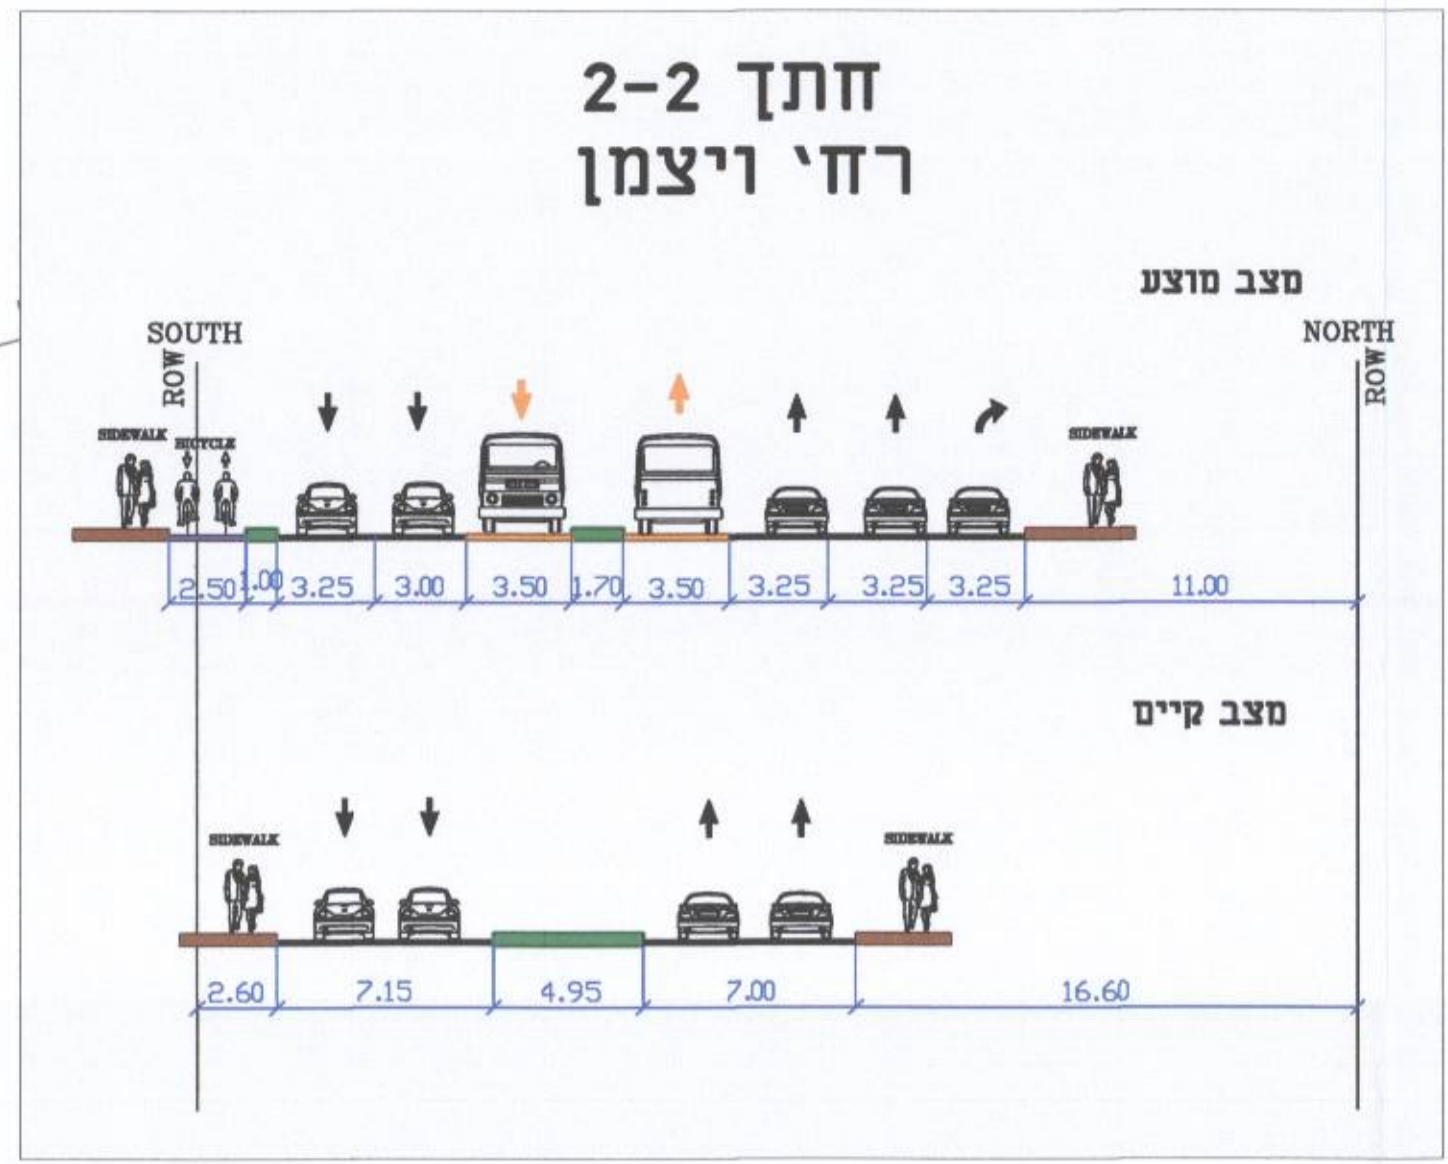 חתך 2-2
רח' ויצמן
מצב מוצע
SOUTH
NORTH
ROW
ROW
SIDEWALK
BICYCLE
SIDEWALK
2.50 1.00 3.25 3.00 3.50 1.70 3.50 3.25 3.25 3.25 11.00
מצב קיים
SIDEWALK
SIDEWALK
2.60 7.15 4.95 7.00 16.60